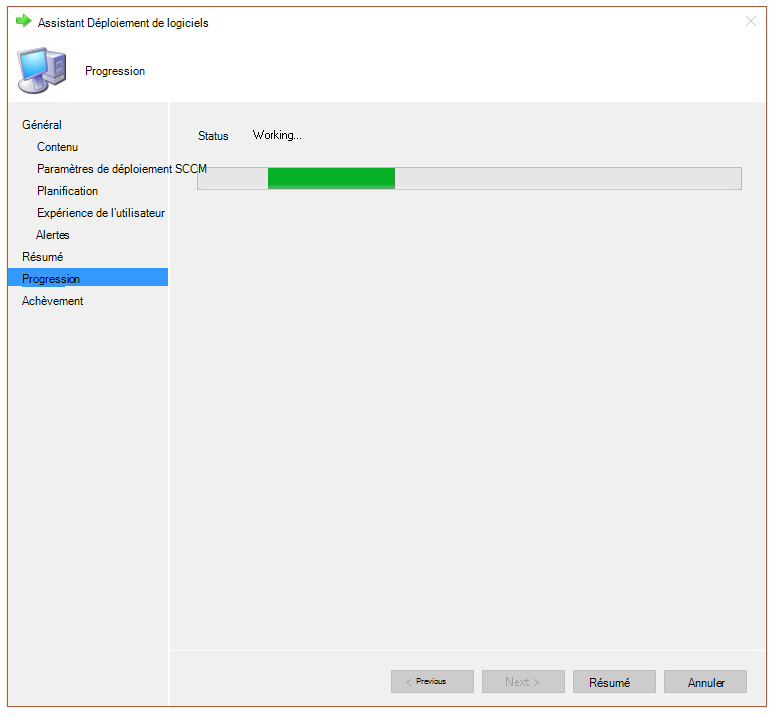 Assistant Déploiement de logiciels
Progression
Général
Contenu
Paramètres de déploiement SCCM
Planification
Expérience de l'utilisateur
Alertes
Résumé
Progression
Achèvement
Status Working...
< Previous Next > Résumé Annuler